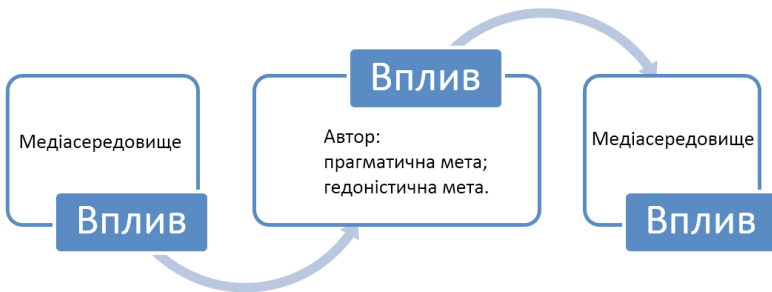 Медіасередовище
Вплив
Вплив
Автор:
прагматична мета;
гедоністична мета.
Медіасередовище
Вплив